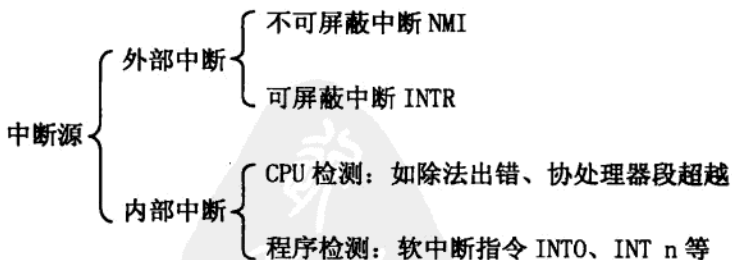 不可屏蔽中断 NMI
外部中断
可屏蔽中断 INTR
中断源
CPU 检测：如除法出错、协处理器段超越
内部中断
程序检测：软中断指令 INTO、INT n 等